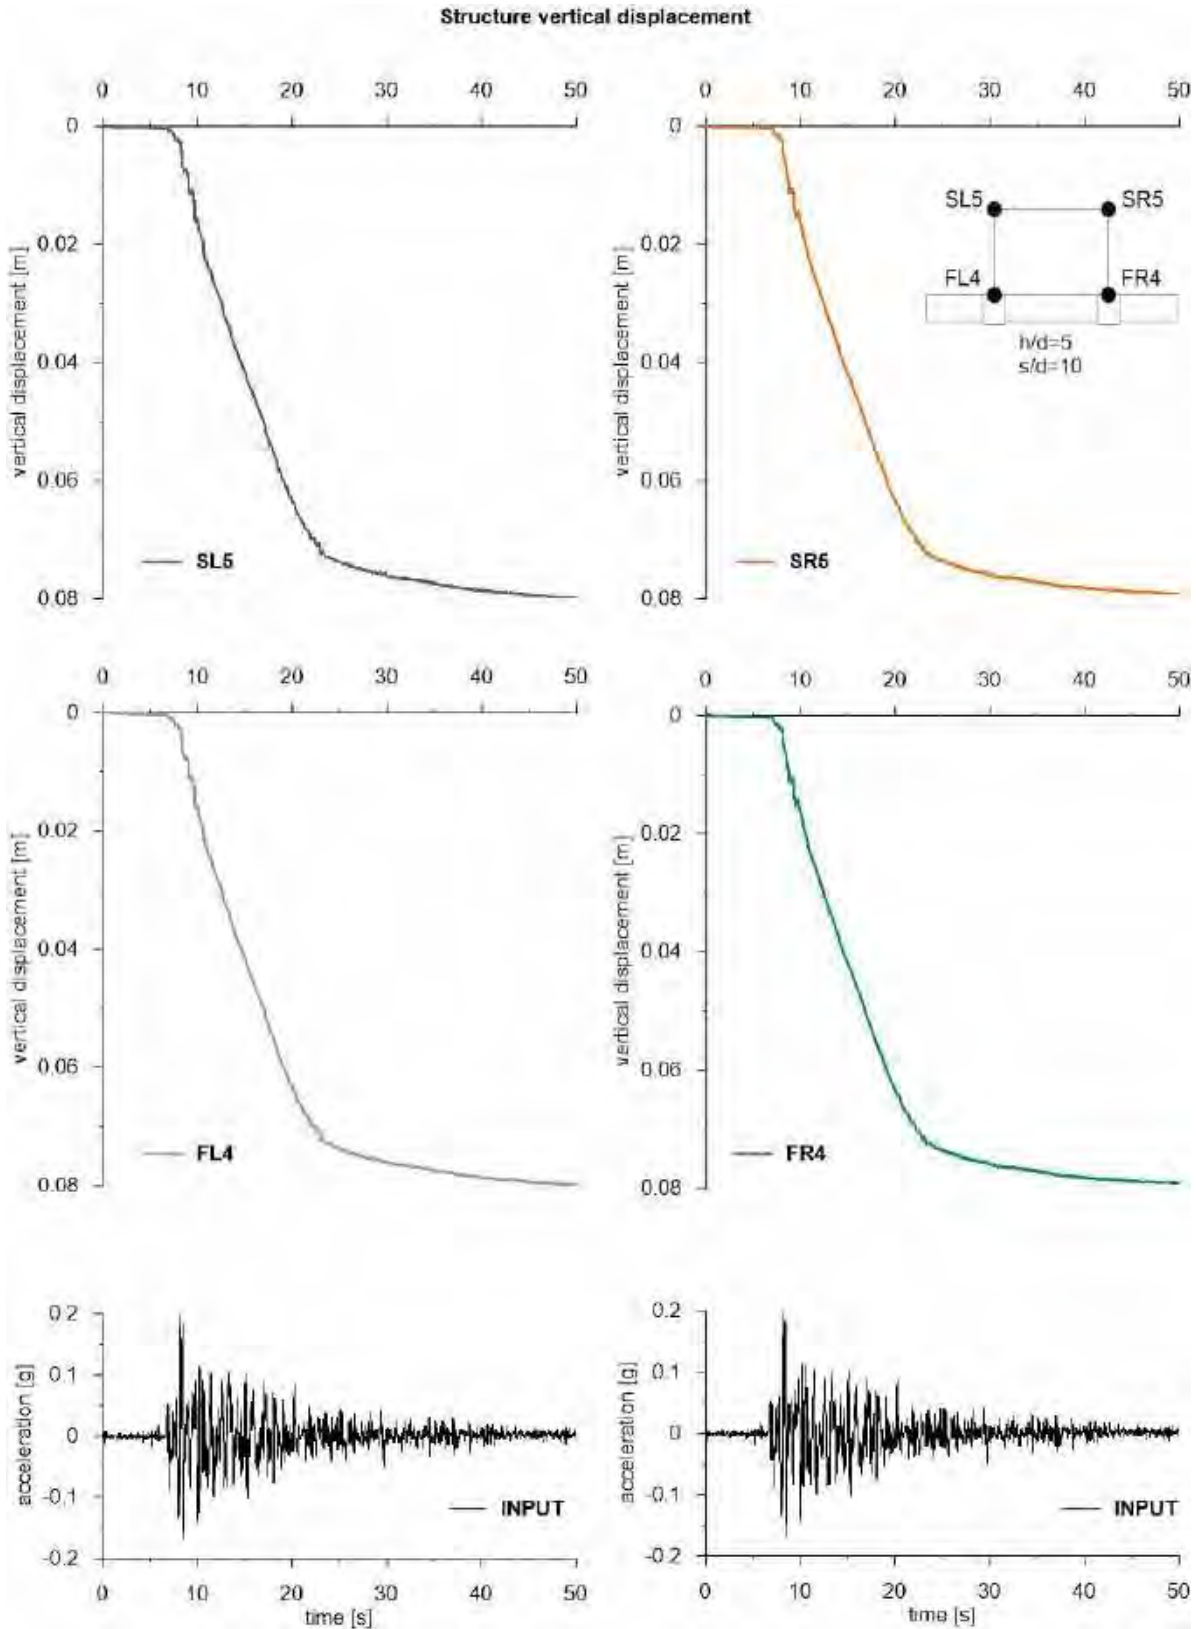 Structure vertical displacement
0 10 20 30 40 50
0
0.02
0.04
0.06
0.08
vertical displacement [m]
SL5
0 10 20 30 40 50
0
0.02
0.04
0.06
0.08
vertical displacement [m]
SR5
SL5 SR5
FL4 FR4
h/d=5
s/d=10
0 10 20 30 40 50
0
0.02
0.04
0.06
0.08
vertical displacement [m]
FL4
0 10 20 30 40 50
0
0.02
0.04
0.06
0.08
vertical displacement [m]
FR4
0.2
0.1
0
-0.1
-0.2
acceleration [g]
INPUT
0 10 20 30 40 50
time [s]
0.2
0.1
0
-0.1
-0.2
acceleration [g]
INPUT
0 10 20 30 40 50
time [s]